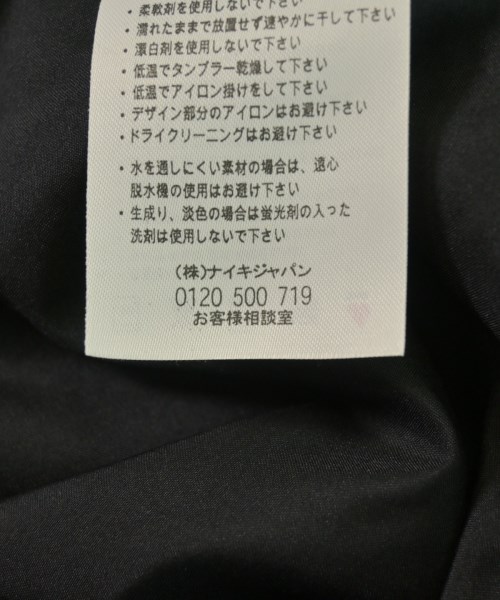 ・柔軟剤を使用しないで下さい
・濡れたままで放置せず速やかに干して下さい
・漂白剤を使用しないで下さい
・低温でタンブラー乾燥して下さい
・低温でアイロン掛けをして下さい
・デザイン部分のアイロンはお避け下さい
・ドライクリーニングはお避け下さい
・水を通しにくい素材の場合は、遠心
脱水機の使用はお避け下さい
・生成り、淡色の場合は蛍光剤の入った
洗剤は使用しないで下さい
(株)ナイキジャパン
0120 500 719
お客様相談室